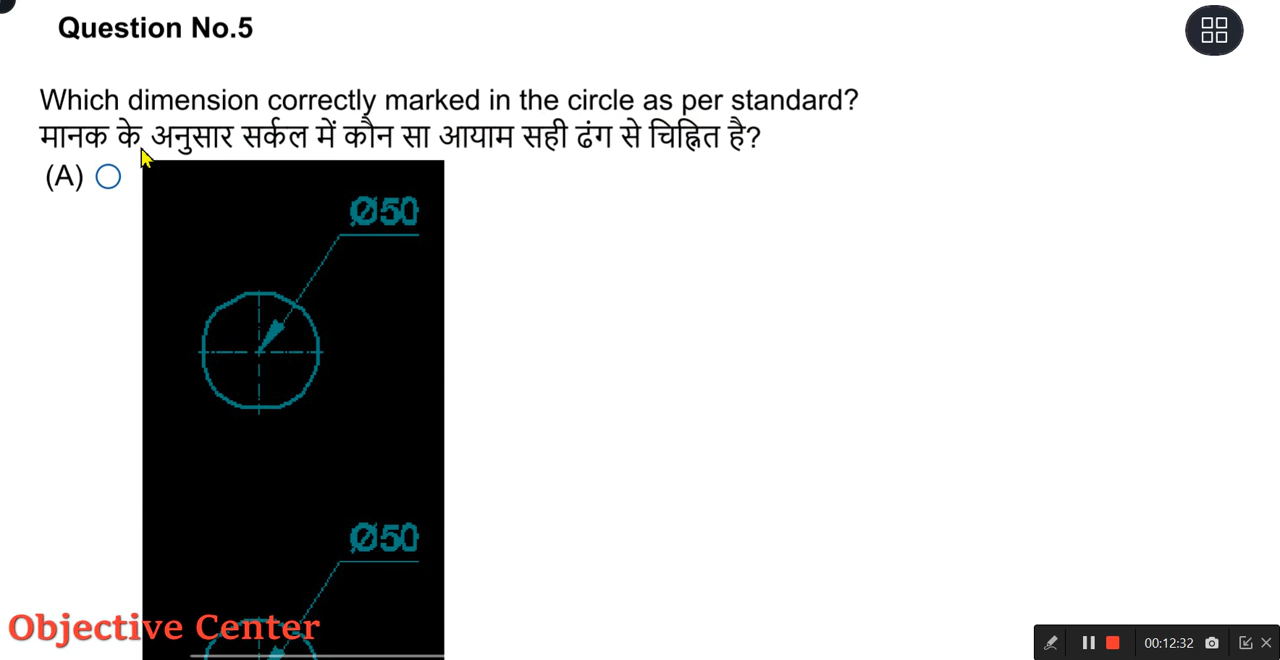 Question No.5
Which dimension correctly marked in the circle as per standard?
मानक के अनुसार सर्कल में कौन सा आयाम सही ढंग से चिह्नित है?
(A)
Ø50
Ø50
Objective Center
00:12:32